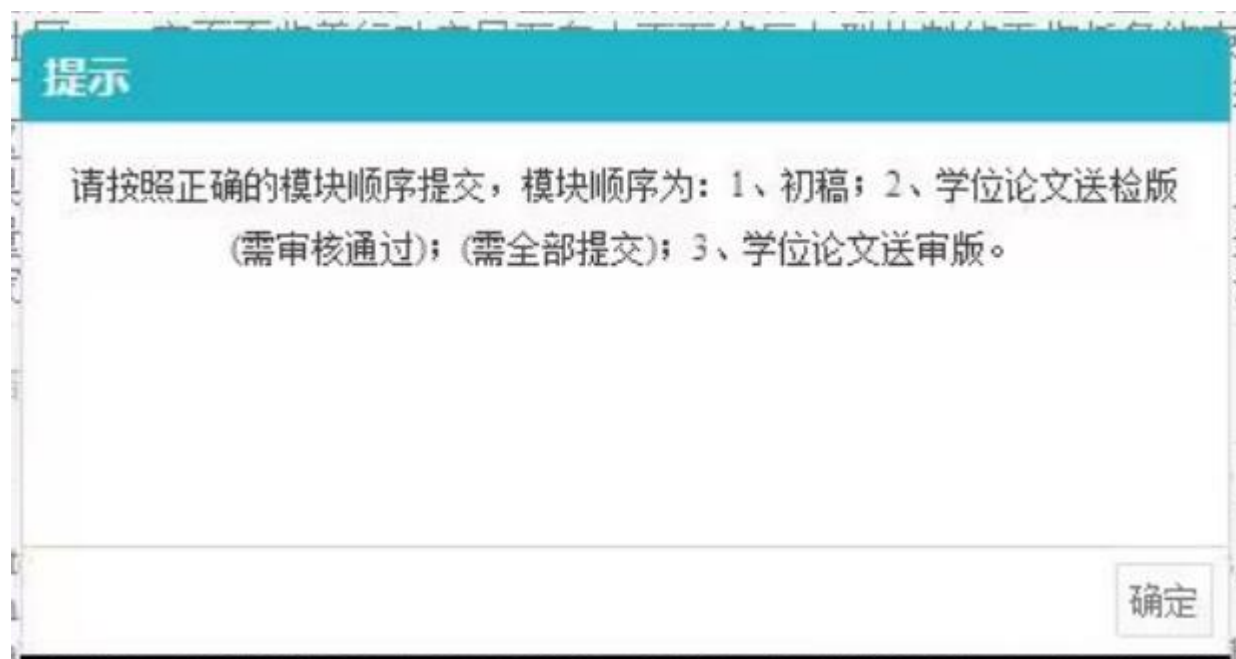 提示
请按照正确的模块顺序提交，模块顺序为：1、初稿；2、学位论文送检版
(需审核通过)；(需全部提交)；3、学位论文送审版。
确定